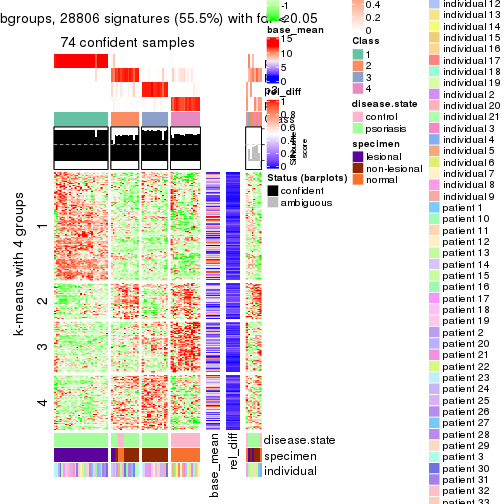 bgroups, 28806 signatures (55.5%) with fdr < 0.05
74 confident samples
k-means with 4 groups
1
2
3
4
disease.state
specimen
individual
base_mean
rel_diff
-1
-2
base_mean
15
10
5
0
rel_diff
1
0.8
0.6
0.4
0.2
0
score
Status (barplots)
confident
ambiguous
0.4
0.2
0
Class
1
2
3
4
disease.state
control
psoriasis
specimen
lesional
non-lesional
normal
individual 12
individual 13
individual 14
individual 15
individual 16
individual 17
individual 18
individual 19
individual 2
individual 20
individual 21
individual 3
individual 4
individual 5
individual 6
individual 7
individual 8
individual 9
patient 1
patient 10
patient 11
patient 12
patient 13
patient 14
patient 15
patient 16
patient 17
patient 18
patient 19
patient 2
patient 20
patient 21
patient 22
patient 23
patient 24
patient 25
patient 26
patient 27
patient 28
patient 29
patient 3
patient 30
patient 31
patient 32
patient 33